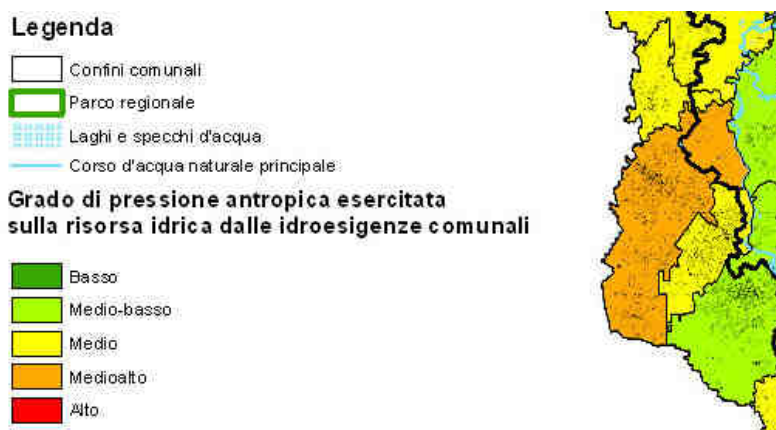 Legenda
Confini comunali
Parco regionale
Laghi e specchi d'acqua
Corso d'acqua naturale principale
Grado di pressione antropica esercitata
sulla risorsa idrica dalle idroesigenze comunali
Basso
Medio-basso
Medio
Medioalto
Alto